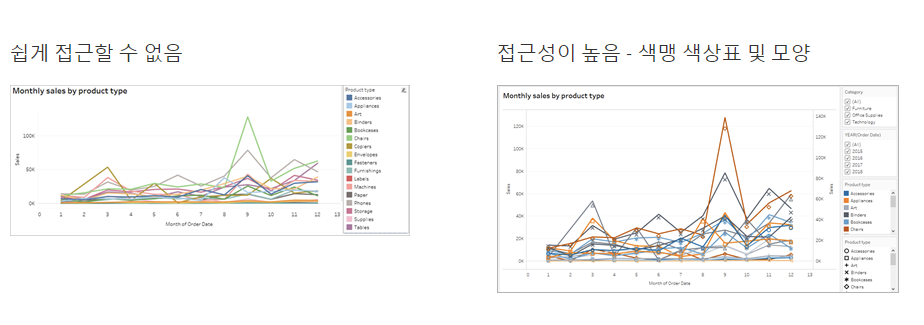 쉽게 접근할 수 없음
Monthly sales by product type
Product type
Accessories
Appliances
Art
Binders
Bookcases
Chairs
Copiers
Envelopes
Fasteners
Furnishings
Labels
Machines
Paper
Phones
Storage
Supplies
Tables
Sales
100K
50K
0K
0 1 2 3 4 5 6 7 8 9 10 11 12 13
Month of Order Date
접근성이 높음 - 색맹 색상표 및 모양
Monthly sales by product type
Sales
120K
100K
80K
60K
40K
20K
0K
140K
120K
100K
80K
60K
40K
20K
0K
Sales
0 1 2 3 4 5 6 7 8 9 10 11 12 13
Month of Order Date
Category
(All)
Furniture
Office Supplies
Technology
YEAR(Order Date)
(All)
2015
2016
2017
2018
Product type
Accessories
Appliances
Art
Binders
Bookcases
Chairs
Product type
Accessories
Appliances
Art
Binders
Bookcases
Chairs